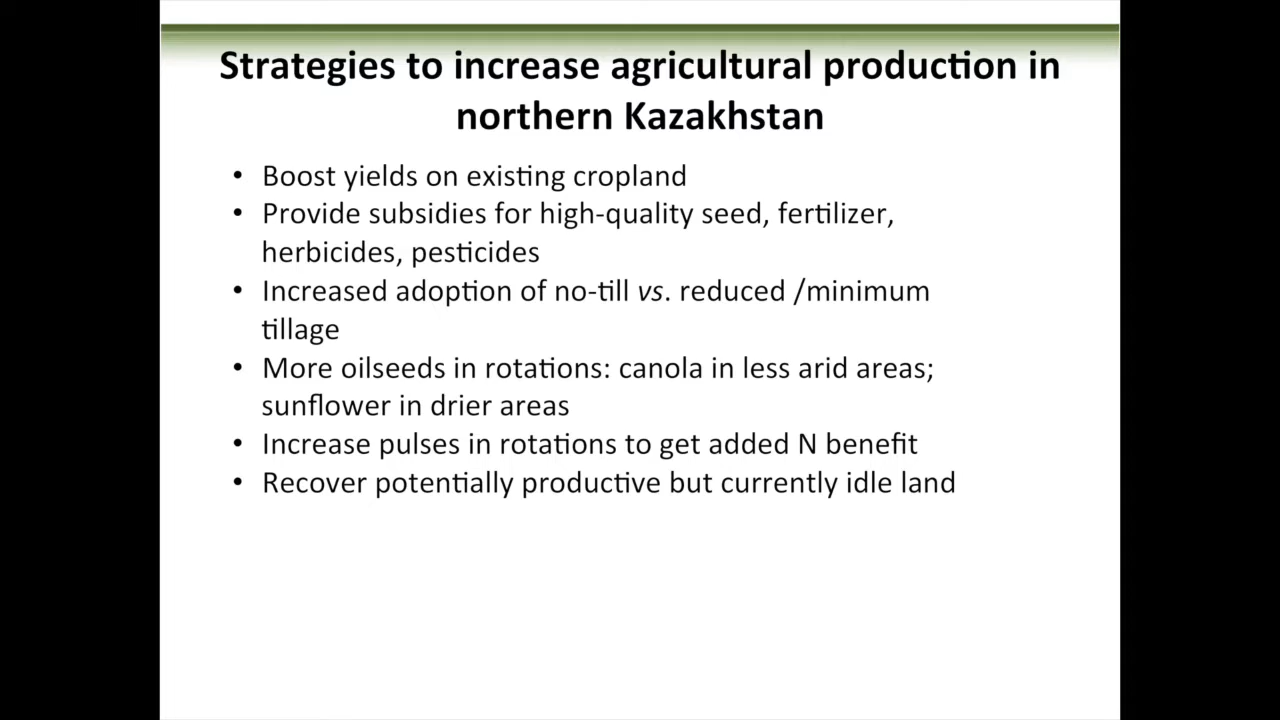 Strategies to increase agricultural production in
northern Kazakhstan
• Boost yields on existing cropland
• Provide subsidies for high-quality seed, fertilizer,
herbicides, pesticides
• Increased adoption of no-till vs. reduced /minimum
tillage
• More oilseeds in rotations: canola in less arid areas;
sunflower in drier areas
• Increase pulses in rotations to get added N benefit
• Recover potentially productive but currently idle land